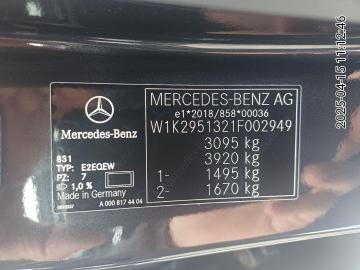 2025-04-15 11:12:46
MERCEDES-BENZ AG
e1*2018/858*00036
W1K2951321F002949
3095 kg
3920 kg
1- 1495 kg
2- 1670 kg
Mercedes-Benz
831
TYP: E2EQEW
PZ: 7
1,0 %
Made in Germany
A 000 817 44 04